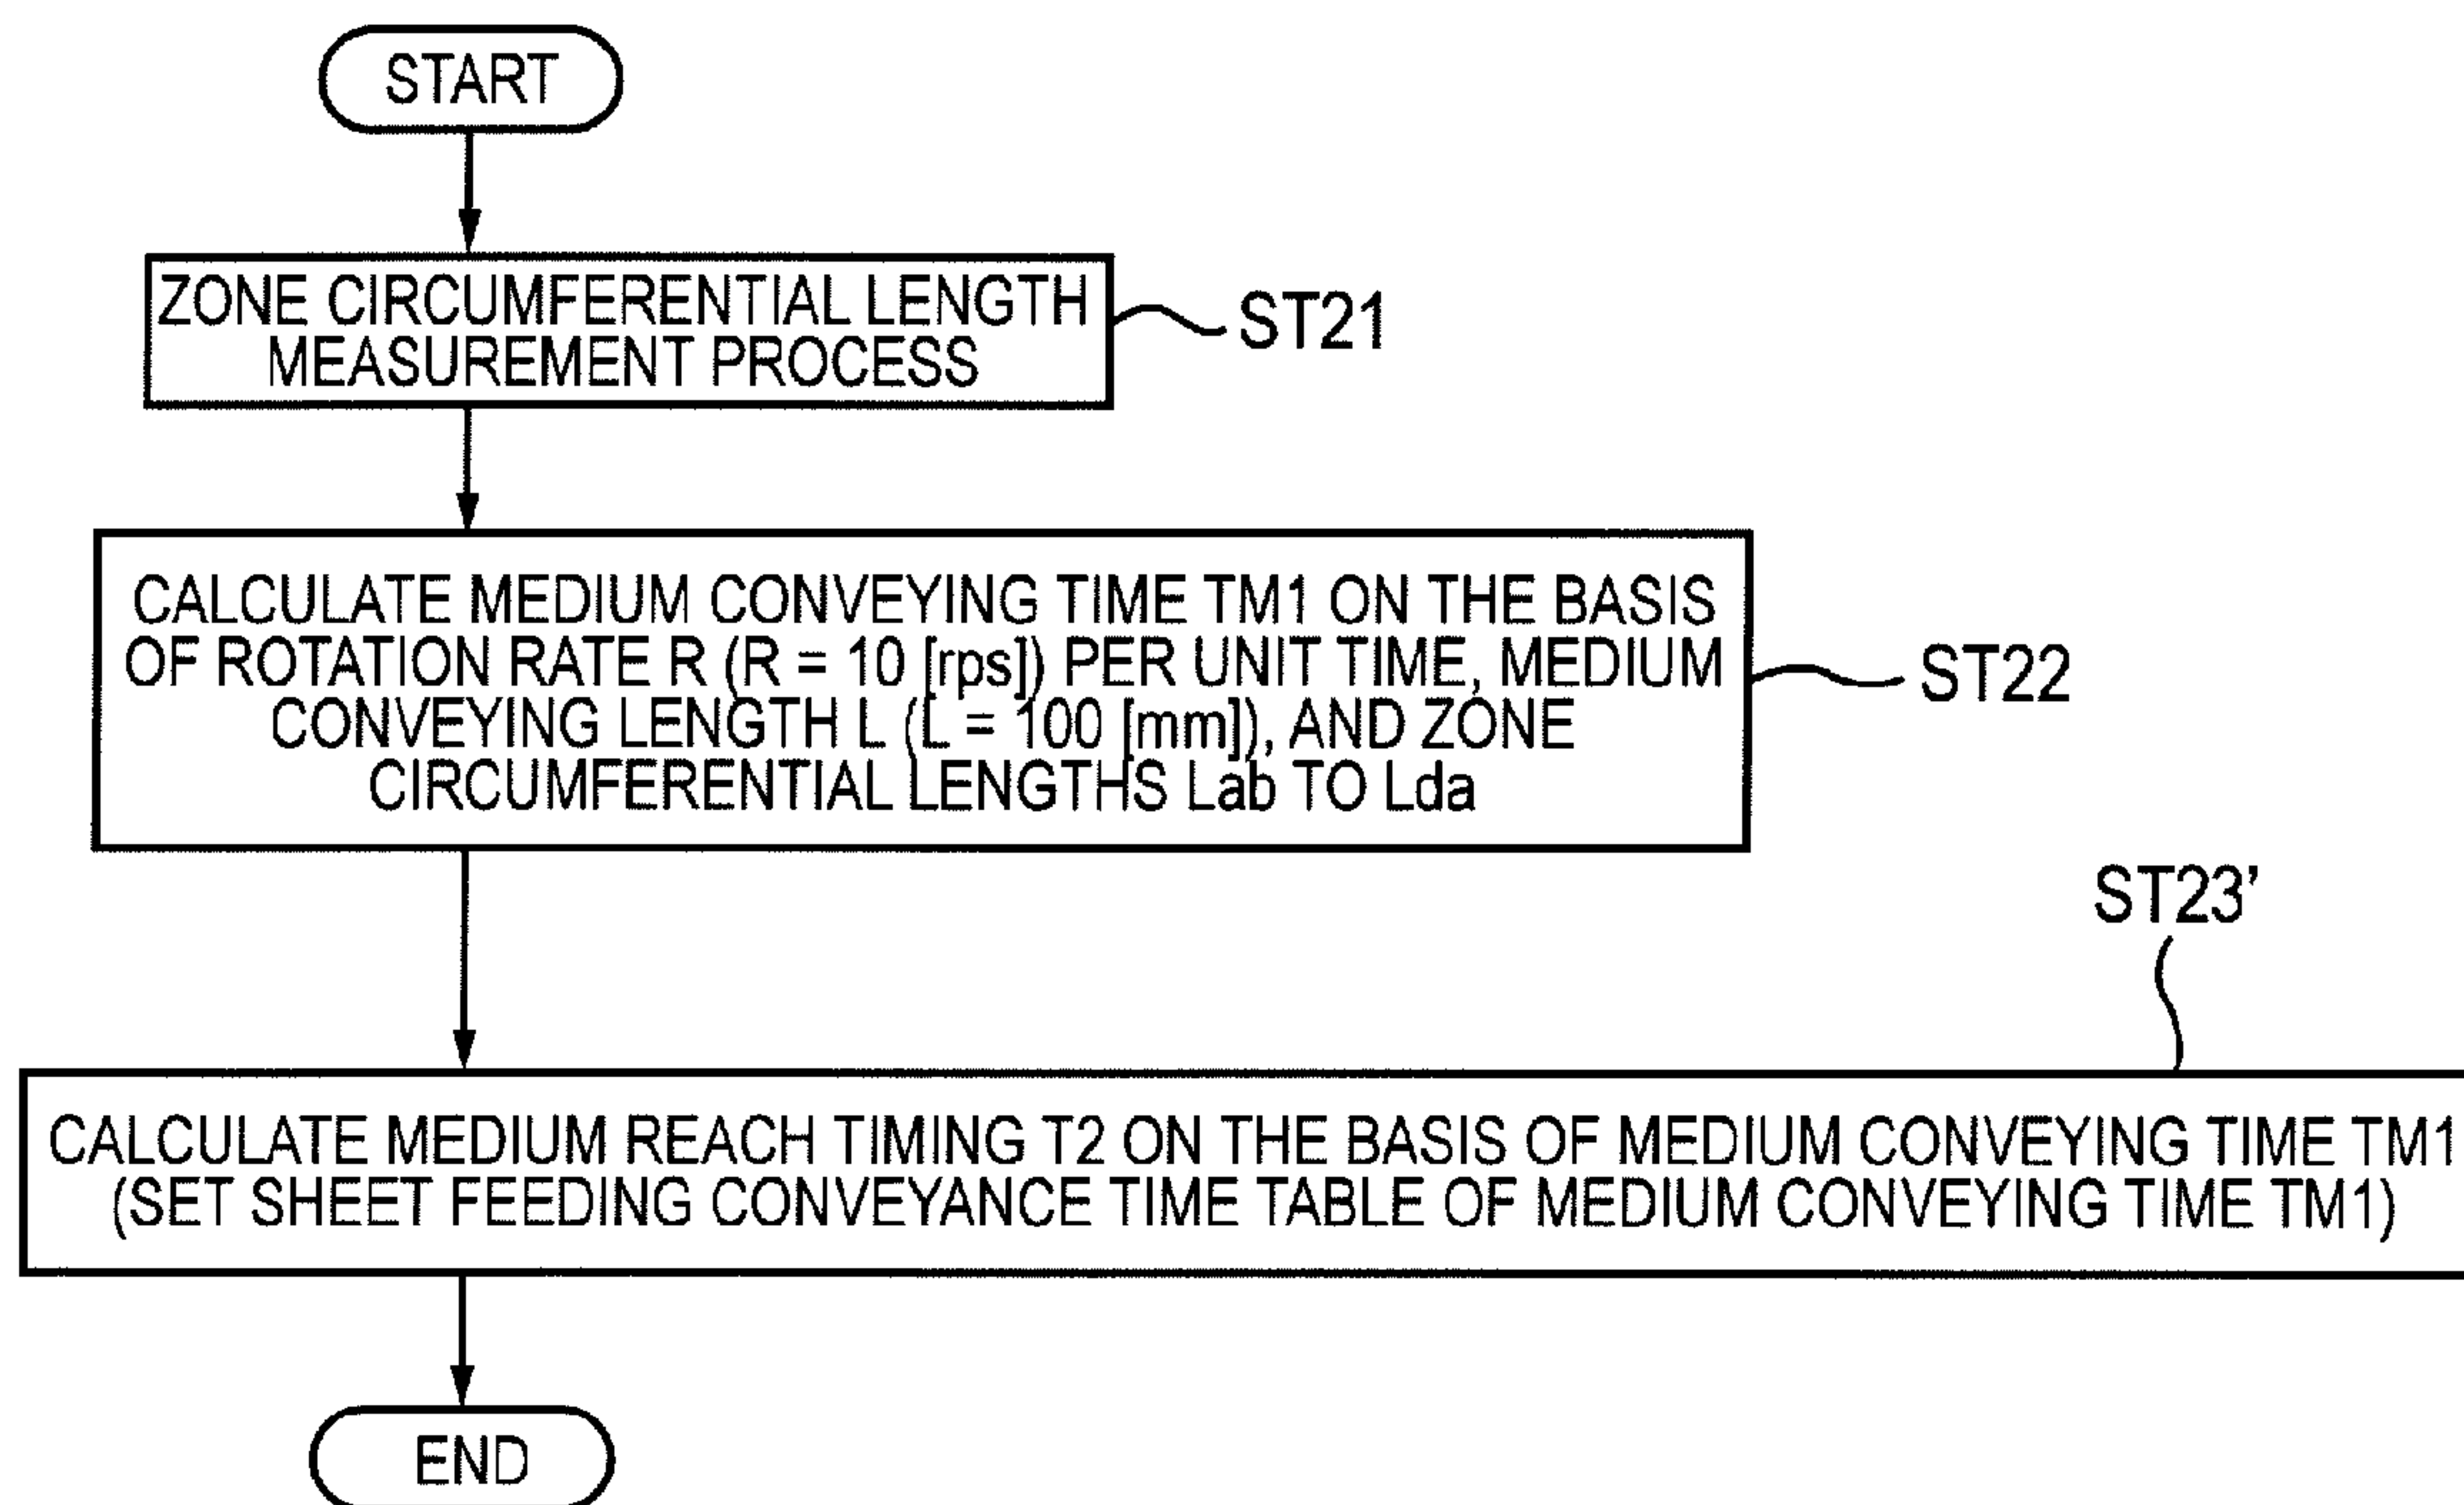 START
ZONE CIRCUMFERENTIAL LENGTH
MEASUREMENT PROCESS
ST21
CALCULATE MEDIUM CONVEYING TIME TM1 ON THE BASIS
OF ROTATION RATE R (R = 10 [rps]) PER UNIT TIME, MEDIUM
CONVEYING LENGTH L (L = 100 [mm]), AND ZONE
CIRCUMFERENTIAL LENGTHS Lab TO Lda
ST22
ST23’
CALCULATE MEDIUM REACH TIMING T2 ON THE BASIS OF MEDIUM CONVEYING TIME TM1
(SET SHEET FEEDING CONVEYANCE TIME TABLE OF MEDIUM CONVEYING TIME TM1)
END